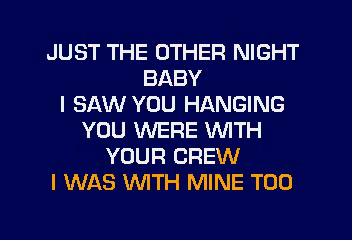 JUST THE OTHER NIGHT
BABY
I SAW YOU HANGING
YOU WERE WITH
YOUR CREW
I WAS WITH MINE TOO